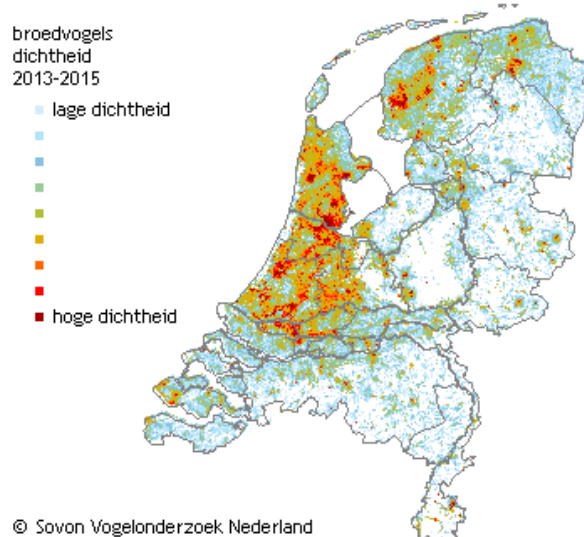 broedvogels
dichtheid
2013-2015
lage dichtheid
hoge dichtheid
© Sovon Vogelonderzoek Nederland